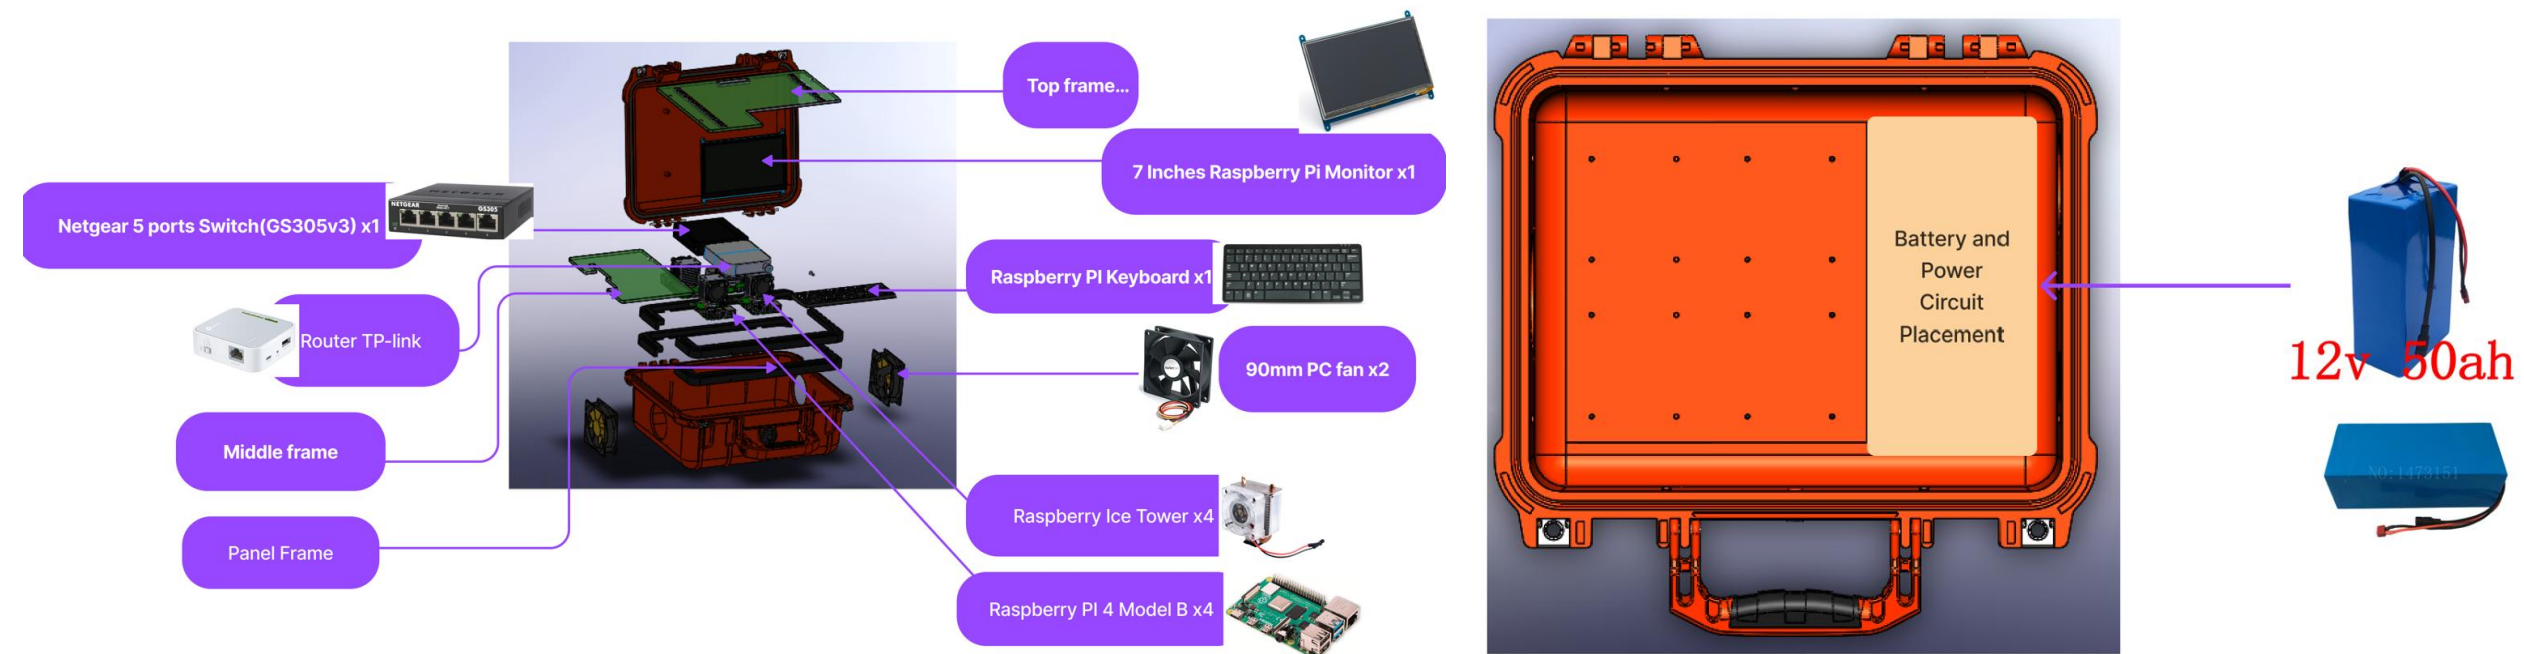 Top frame...
7 Inches Raspberry Pi Monitor x1
Netgear 5 ports Switch(GS305v3) x1
NETGEAR
GS305
Raspberry PI Keyboard x1
Router TP-link
90mm PC fan x2
Middle frame
Raspberry Ice Tower x4
Panel Frame
Raspberry PI 4 Model B x4
Battery and
Power
Circuit
Placement
12v 50ah
NO:1473151